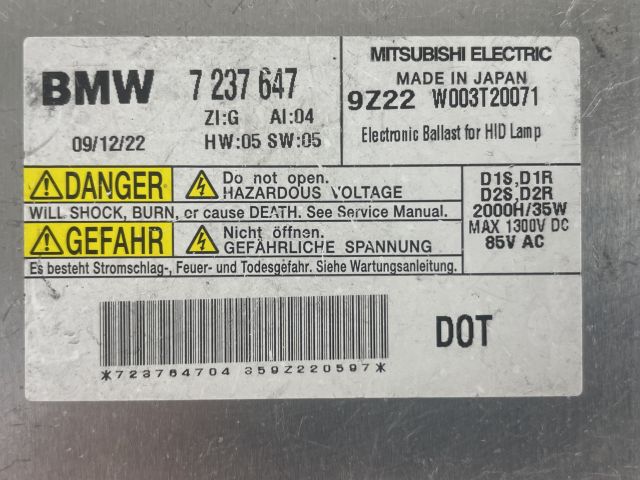 BMW 7 237 647
ZI:G AI:04
09/12/22 HW:05 SW:05
MITSUBISHI ELECTRIC
MADE IN JAPAN
9Z22 W003T20071
Electronic Ballast for HID Lamp
DANGER Do not open.
HAZARDOUS VOLTAGE
WILL SHOCK, BURN, or cause DEATH. See Service Manual.
GEFAHR Nicht öffnen.
GEFÄHRLICHE SPANNUNG
Es besteht Stromschlag-, Feuer- und Todesgefahr. Siehe Wartungsanleitung.
D1S,D1R
D2S,D2R
2000H/35W
MAX 1300V DC
85V AC
*723764704 359Z220597*
DOT